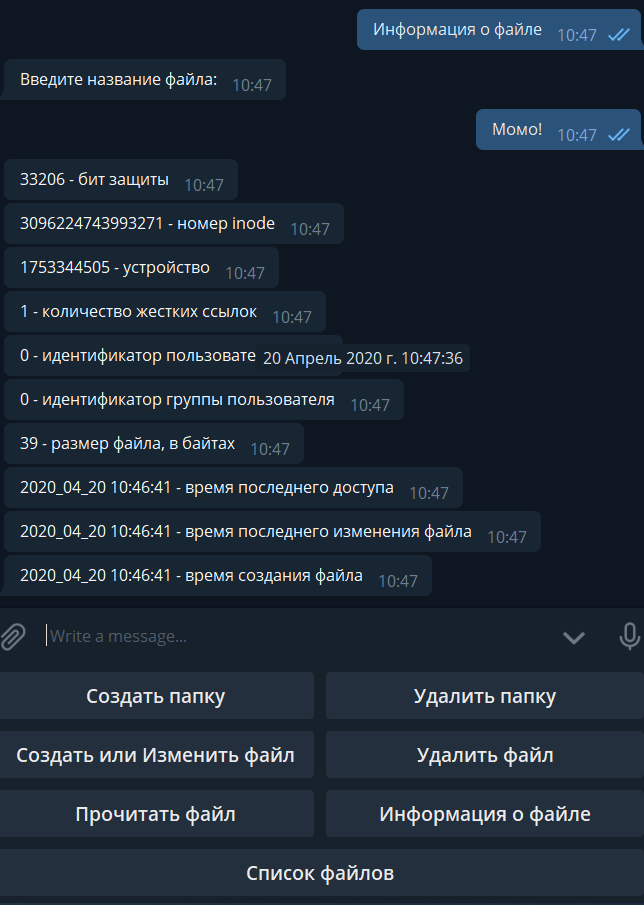 Информация о файле 10:47
Введите название файла: 10:47
Момо! 10:47
33206 - бит защиты 10:47
3096224743993271 - номер inode 10:47
1753344505 - устройство 10:47
1 - количество жестких ссылок 10:47
0 - идентификатор пользовате 20 Апрель 2020 г. 10:47:36
0 - идентификатор группы пользователя 10:47
39 - размер файла, в байтах 10:47
2020_04_20 10:46:41 - время последнего доступа 10:47
2020_04_20 10:46:41 - время последнего изменения файла 10:47
2020_04_20 10:46:41 - время создания файла 10:47
Write a message...
Создать папку Удалить папку
Создать или Изменить файл Удалить файл
Прочитать файл Информация о файле
Список файлов